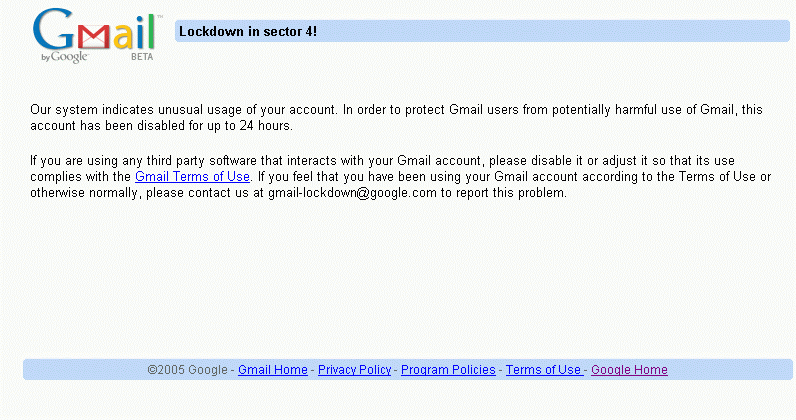 Gmail™
by Google BETA
Lockdown in sector 4!
Our system indicates unusual usage of your account. In order to protect Gmail users from potentially harmful use of Gmail, this
account has been disabled for up to 24 hours.
If you are using any third party software that interacts with your Gmail account, please disable it or adjust it so that its use
complies with the Gmail Terms of Use. If you feel that you have been using your Gmail account according to the Terms of Use or
otherwise normally, please contact us at gmail-lockdown@google.com to report this problem.
©2005 Google - Gmail Home - Privacy Policy - Program Policies - Terms of Use - Google Home